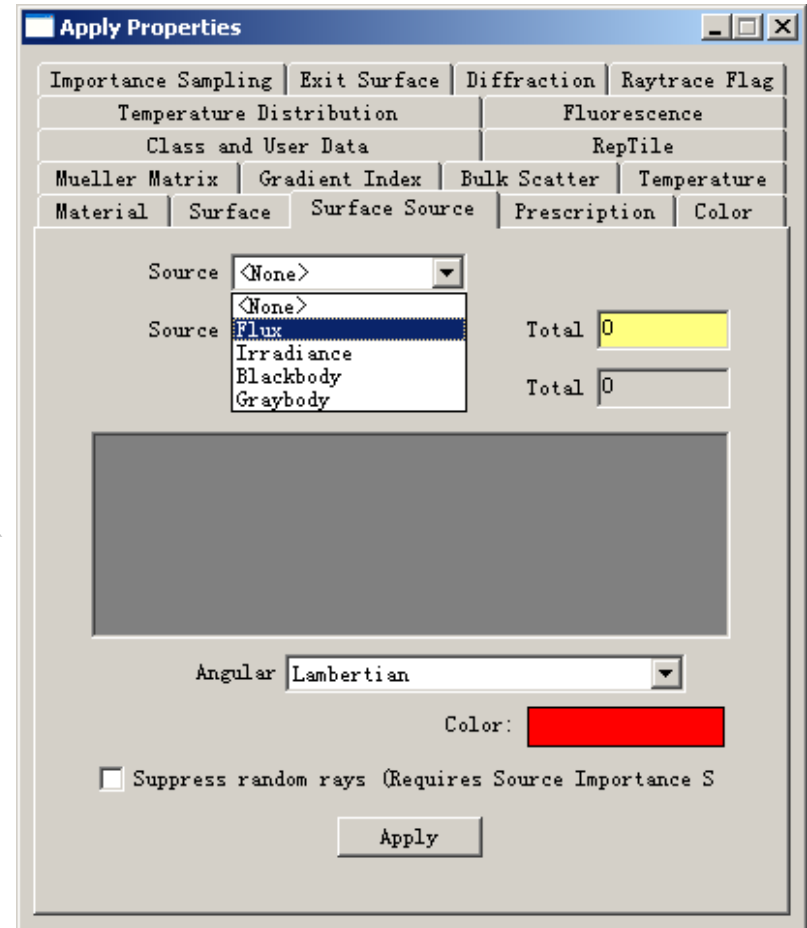 Apply Properties
Importance Sampling Exit Surface Diffraction Raytrace Flag
Temperature Distribution Fluorescence
Class and User Data RepTile
Mueller Matrix Gradient Index Bulk Scatter Temperature
Material Surface Surface Source Prescription Color
Source <None>
<None>
Source Flux Total 0
Irradiance
Blackbody
Graybody Total 0
Angular Lambertian
Color:
Suppress random rays (Requires Source Importance S
Apply